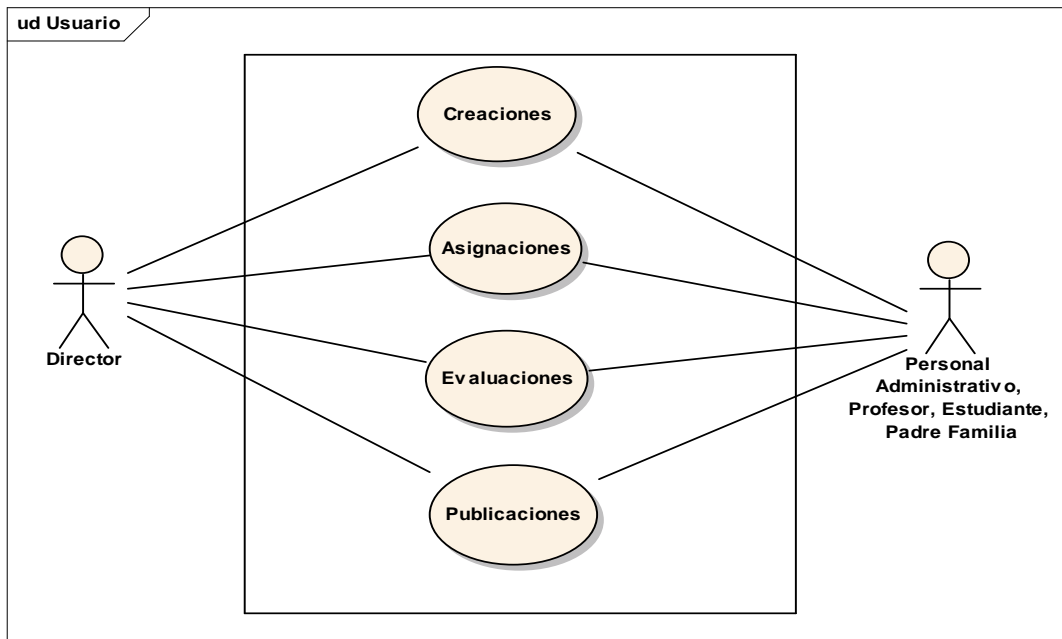 ud Usuario
Creaciones
Asignaciones
Director
Evaluaciones
Personal
Administrativo,
Profesor, Estudiante,
Padre Familia
Publicaciones